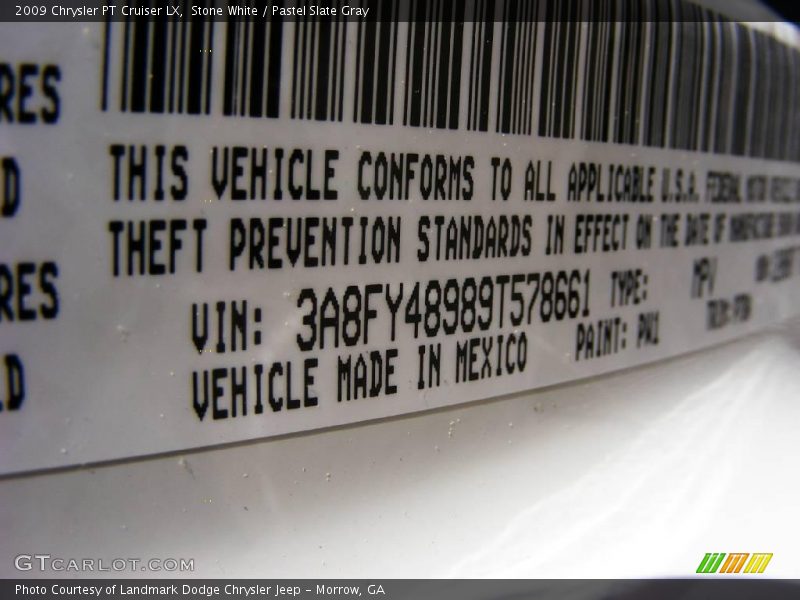 2009 Chrysler PT Cruiser LX, Stone White / Pastel Slate Gray
RES
D
RES
D
THIS VEHICLE CONFORMS TO ALL APPLICABLE U.S.A. FEDERAL MOTOR
THEFT PREVENTION STANDARDS IN EFFECT ON THE DATE OF
VIN: 3A8FY48989T578661 TYPE: MPV
VEHICLE MADE IN MEXICO PAINT: PW1
GTCARLOT.COM
Photo Courtesy of Landmark Dodge Chrysler Jeep – Morrow, GA